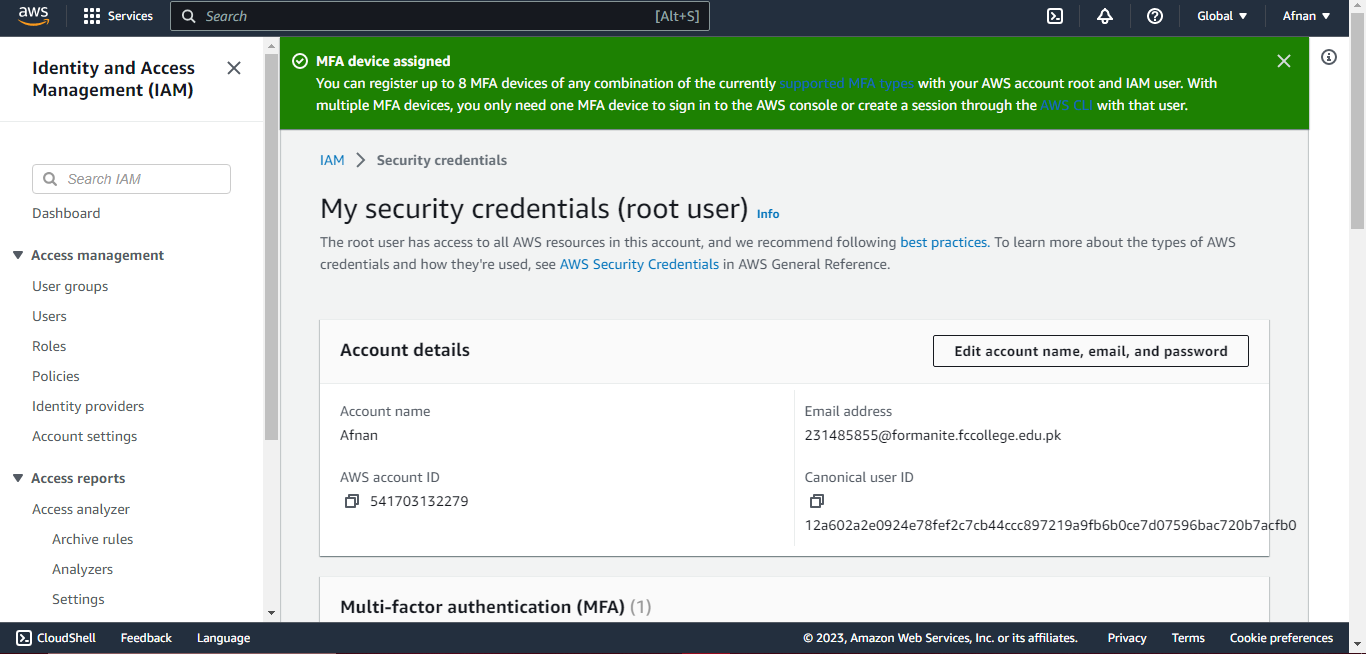 aws
Services
Search
[Alt+S]
Global
Afnan
Identity and Access
Management (IAM)
Search IAM
Dashboard
Access management
User groups
Users
Roles
Policies
Identity providers
Account settings
Access reports
Access analyzer
Archive rules
Analyzers
Settings
MFA device assigned
You can register up to 8 MFA devices of any combination of the currently supported MFA types with your AWS account root and IAM user. With
multiple MFA devices, you only need one MFA device to sign in to the AWS console or create a session through the AWS CLI with that user.
IAM > Security credentials
My security credentials (root user) Info
The root user has access to all AWS resources in this account, and we recommend following best practices. To learn more about the types of AWS
credentials and how they're used, see AWS Security Credentials in AWS General Reference.
Account details
Edit account name, email, and password
Account name
Afnan
Email address
231485855@formanite.fccollege.edu.pk
AWS account ID
541703132279
Canonical user ID
12a602a2e0924e78fef2c7cb44ccc897219a9fb6b0ce7d07596bac720b7acfb0
Multi-factor authentication (MFA) (1)
CloudShell
Feedback
Language
© 2023, Amazon Web Services, Inc. or its affiliates.
Privacy
Terms
Cookie preferences